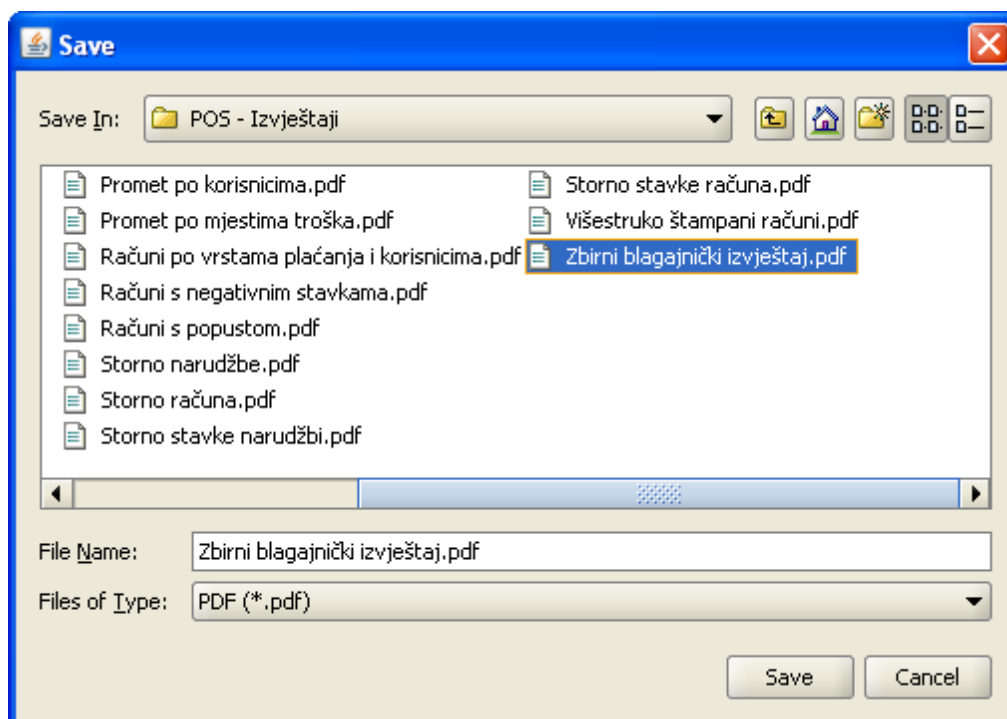 Save
Save In: POS - Izvještaji
Promet po korisnicima.pdf
Promet po mjestima troška.pdf
Računi po vrstama plaćanja i korisnicima.pdf
Računi s negativnim stavkama.pdf
Računi s popustom.pdf
Storno narudžbe.pdf
Storno računa.pdf
Storno stavke narudžbi.pdf
Storno stavke računa.pdf
Višestruko štampani računi.pdf
Zbirni blagajnički izvještaj.pdf
File Name: Zbirni blagajnički izvještaj.pdf
Files of Type: PDF (*.pdf)
Save Cancel